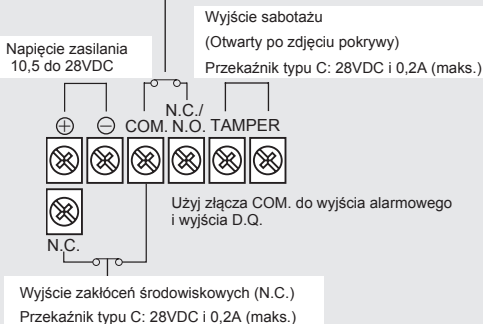 Wyjście sabotażu
(Otwarty po zdjęciu pokrywy)
Przekaźnik typu C: 28VDC i 0,2A (maks.)
Napięcie zasilania
10,5 do 28VDC
N.C./
+ − COM. N.O. TAMPER
Użyj złącza COM. do wyjścia alarmowego
i wyjścia D.Q.
N.C.
Wyjście zakłóceń środowiskowych (N.C.)
Przekaźnik typu C: 28VDC i 0,2A (maks.)